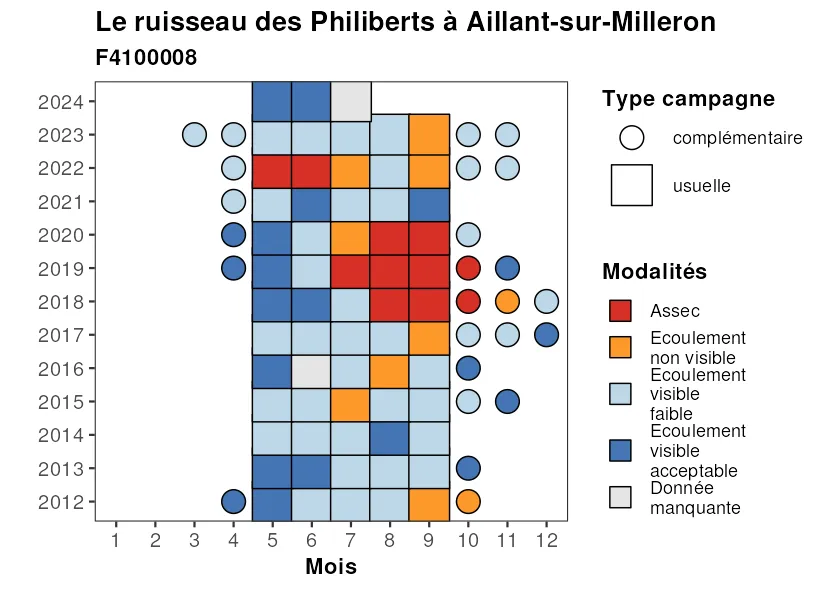 Le ruisseau des Philiberts à Aillant-sur-Milleron
F4100008
2024
2023
2022
2021
2020
2019
2018
2017
2016
2015
2014
2013
2012
1 2 3 4 5 6 7 8 9 10 11 12
Mois
Type campagne
complémentaire
usuelle
Modalités
Assec
Ecoulement
non visible
Ecoulement
visible
faible
Ecoulement
visible
acceptable
Donnée
manquante